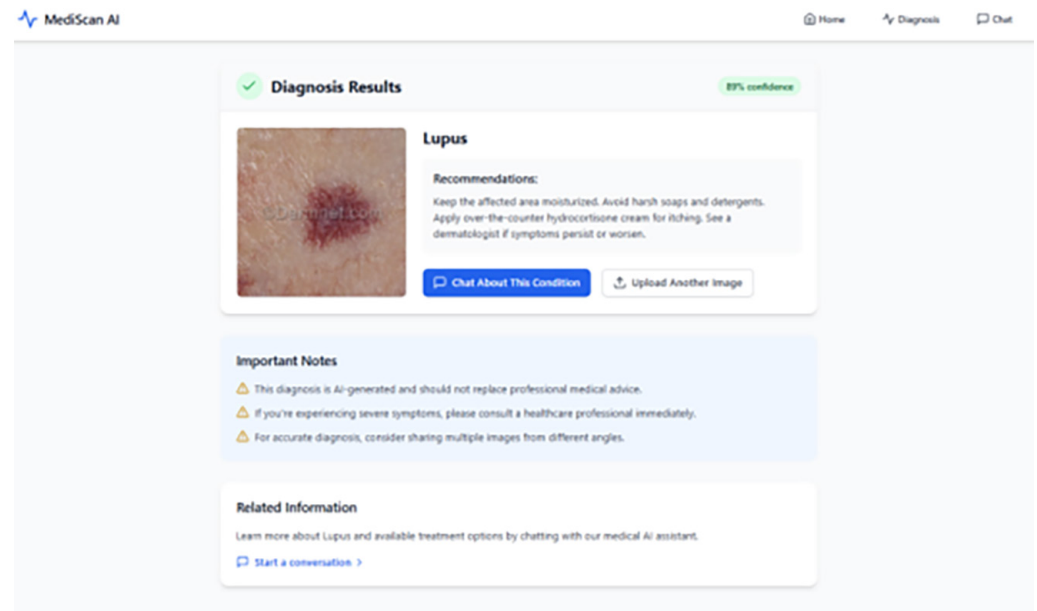 MediScan AI
Home
Diagnosis
Chat
Diagnosis Results
89% confidence
©Dermnet.com
Lupus
Recommendations:
Keep the affected area moisturized. Avoid harsh soaps and detergents.
Apply over-the-counter hydrocortisone cream for itching. See a
dermatologist if symptoms persist or worsen.
Chat About This Condition
Upload Another Image
Important Notes
This diagnosis is AI-generated and should not replace professional medical advice.
If you're experiencing severe symptoms, please consult a healthcare professional immediately.
For accurate diagnosis, consider sharing multiple images from different angles.
Related Information
Learn more about Lupus and available treatment options by chatting with our medical AI assistant.
Start a conversation >